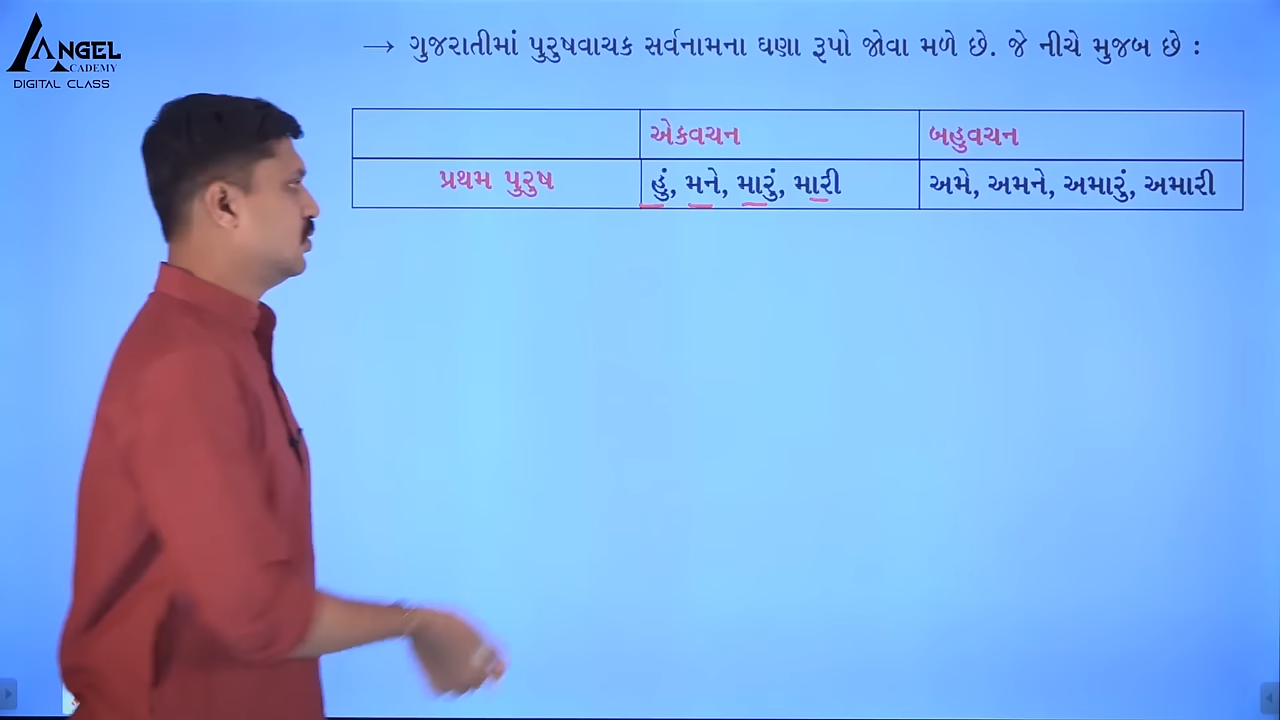 ANGEL
ACADEMY
DIGITAL CLASS
→ ગુજરાતીમાં પુરુષવાચક સર્વનામના ઘણા રૂપો જોવા મળે છે. જે નીચે મુજબ છે :
એકવચન બહુવચન
પ્રથમ પુરુષ હું, મને, મારું, મારી અમે, અમને, અમારું, અમારી